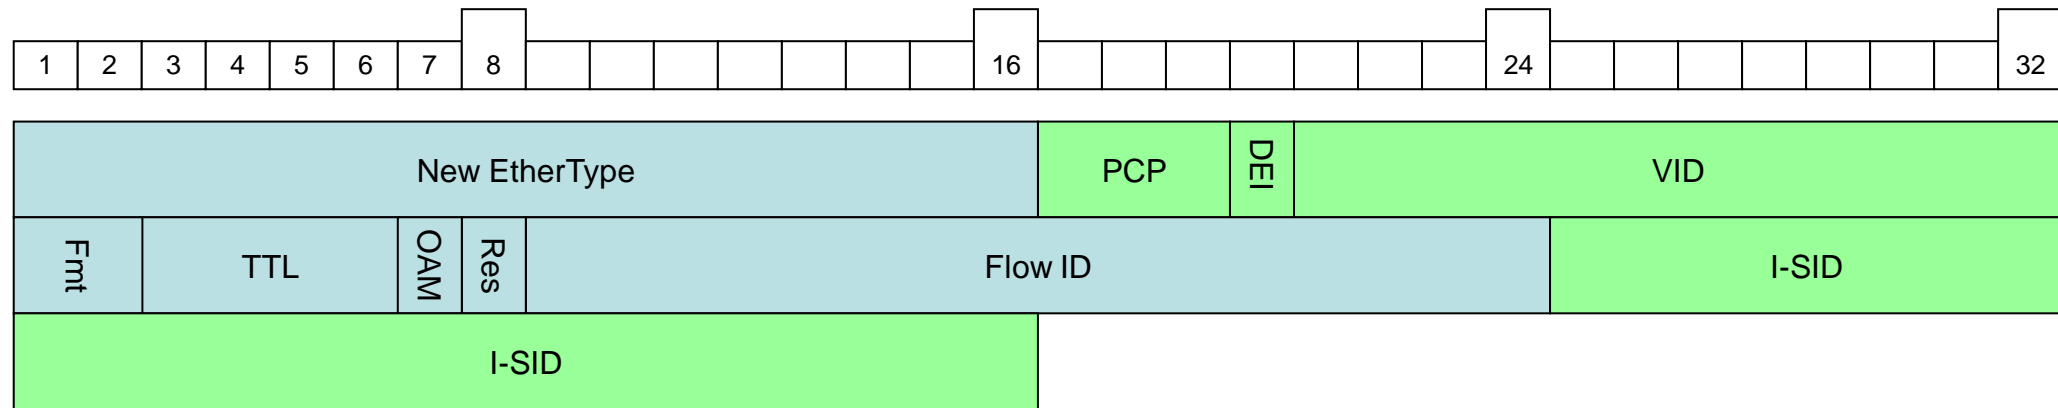 1 2 3 4 5 6 7 8 16 24 32
New EtherType PCP DEI VID
Fmt TTL OAM Res Flow ID I-SID
I-SID